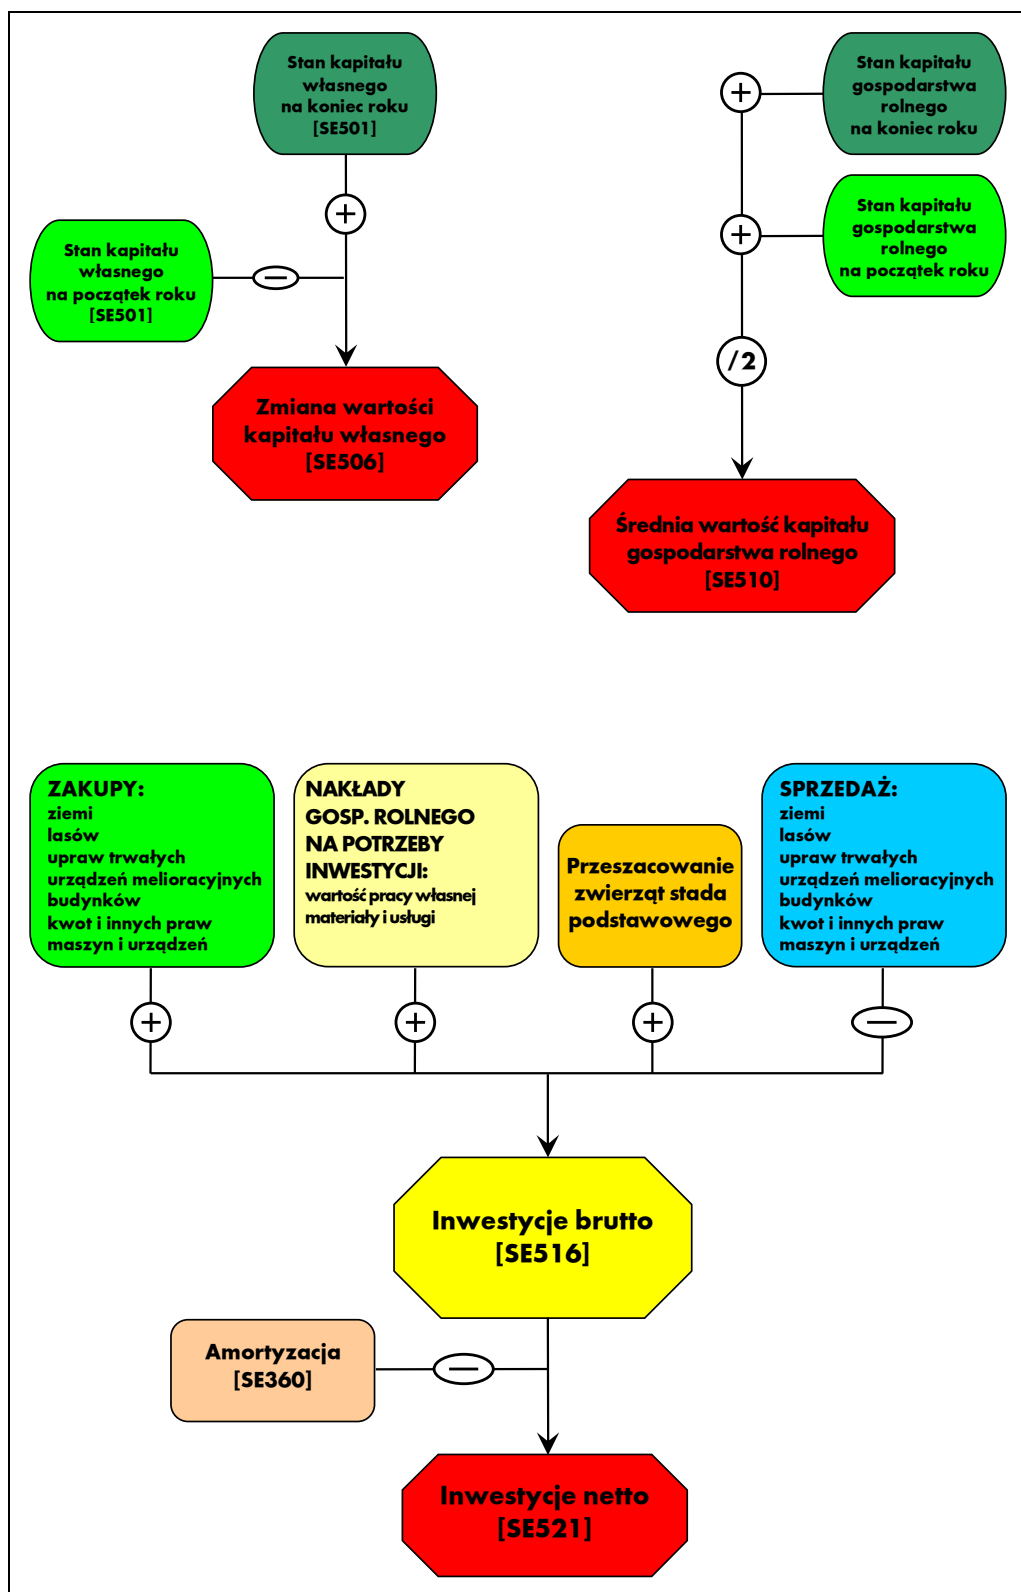 Stan kapitału
własnego
na koniec roku
[SE501]
+
Stan kapitału
własnego
na początek roku
[SE501]
−
Zmiana wartości
kapitału własnego
[SE506]
Stan kapitału
gospodarstwa
rolnego
na koniec roku
+
Stan kapitału
gospodarstwa
rolnego
na początek roku
+
/2
Średnia wartość kapitału
gospodarstwa rolnego
[SE510]
ZAKUPY:
ziemi
lasów
upraw trwałych
urządzeń melioracyjnych
budynków
kwot i innych praw
maszyn i urządzeń
NAKŁADY
GOSP. ROLNEGO
NA POTRZEBY
INWESTYCJI:
wartość pracy własnej
materiały i usługi
Przeszacowanie
zwierząt stada
podstawowego
SPRZEDAŻ:
ziemi
lasów
upraw trwałych
urządzeń melioracyjnych
budynków
kwot i innych praw
maszyn i urządzeń
+
+
+
−
Inwestycje brutto
[SE516]
Amortyzacja
[SE360]
−
Inwestycje netto
[SE521]